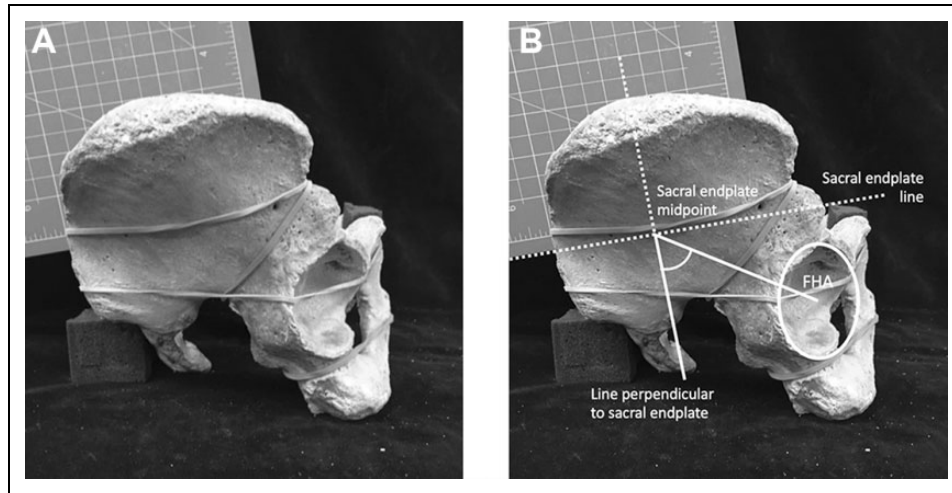 A
B
Sacral endplate
midpoint
Sacral endplate
line
FHA
Line perpendicular
to sacral endplate